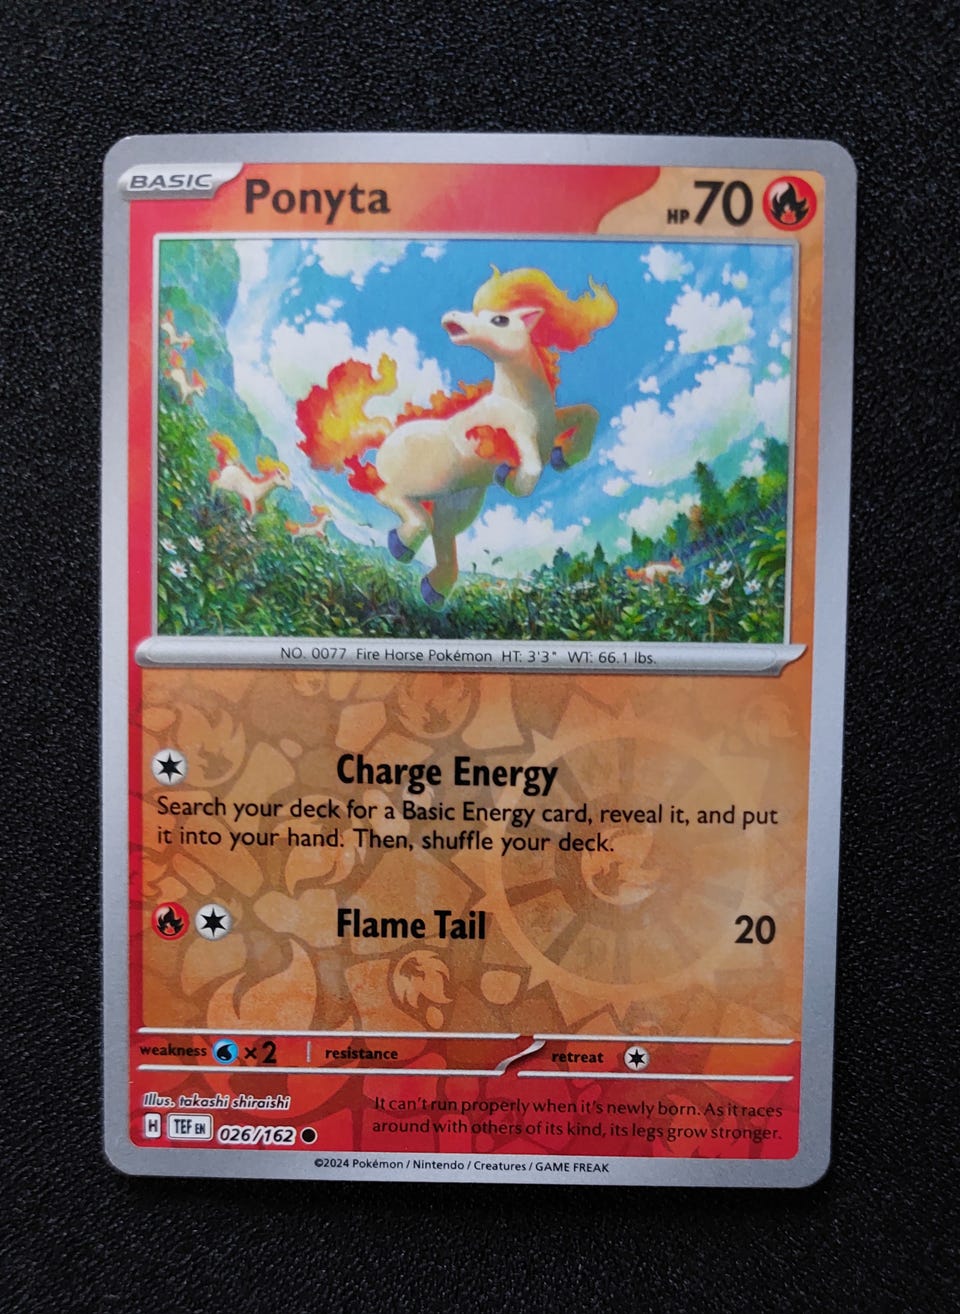 BASIC Ponyta HP 70
NO. 0077 Fire Horse Pokémon HT: 3'3" WT: 66.1 lbs.
Charge Energy
Search your deck for a Basic Energy card, reveal it, and put
it into your hand. Then, shuffle your deck.
Flame Tail 20
weakness ×2 resistance retreat
Illus. takashi shiraishi
H TEF EN 026/162
It can't run properly when it's newly born. As it races
around with others of its kind, its legs grow stronger.
©2024 Pokémon / Nintendo / Creatures / GAME FREAK